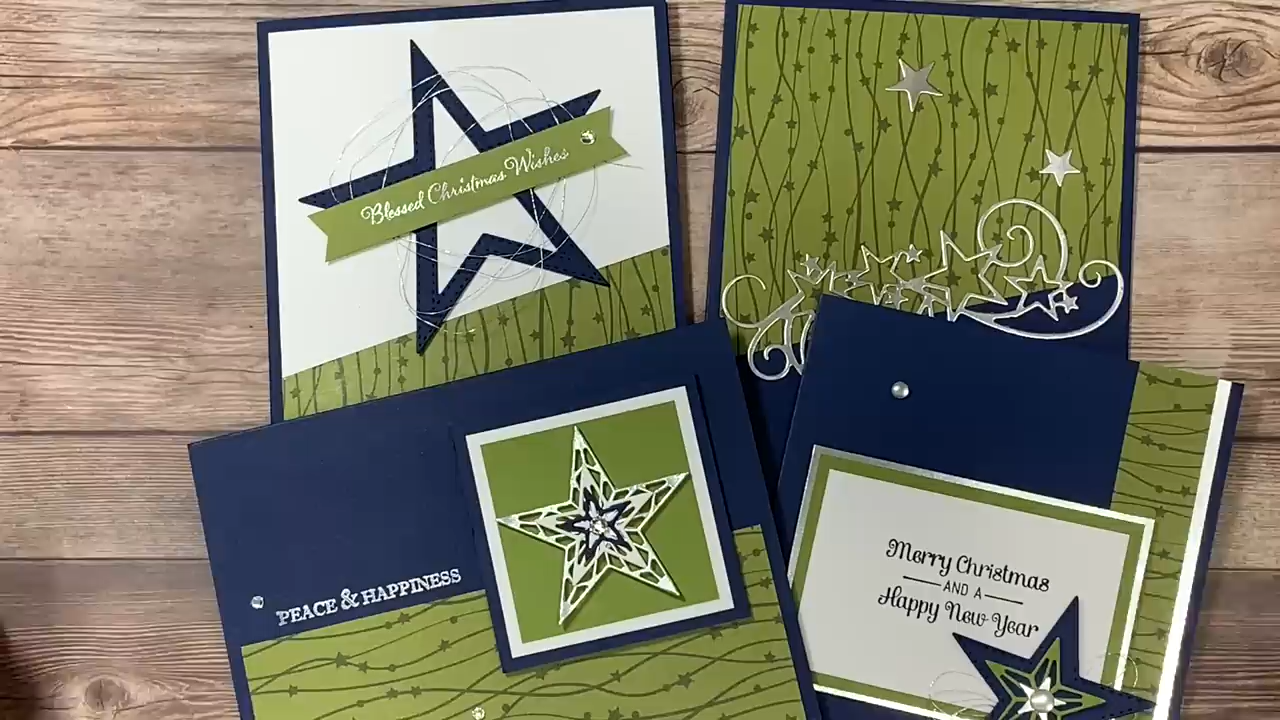 Blessed Christmas Wishes
PEACE & HAPPINESS
Merry Christmas
AND A
Happy New Year